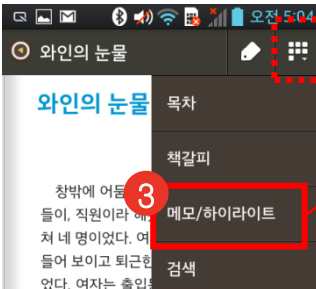 오전 5:04
와인의 눈물
와인의 눈물
목차
책갈피
메모/하이라이트
검색
3
창밖에 어둠
들이, 직원이라
쳐 네 명이었다. 여
들어 보이고 퇴근한
었다. 여자는